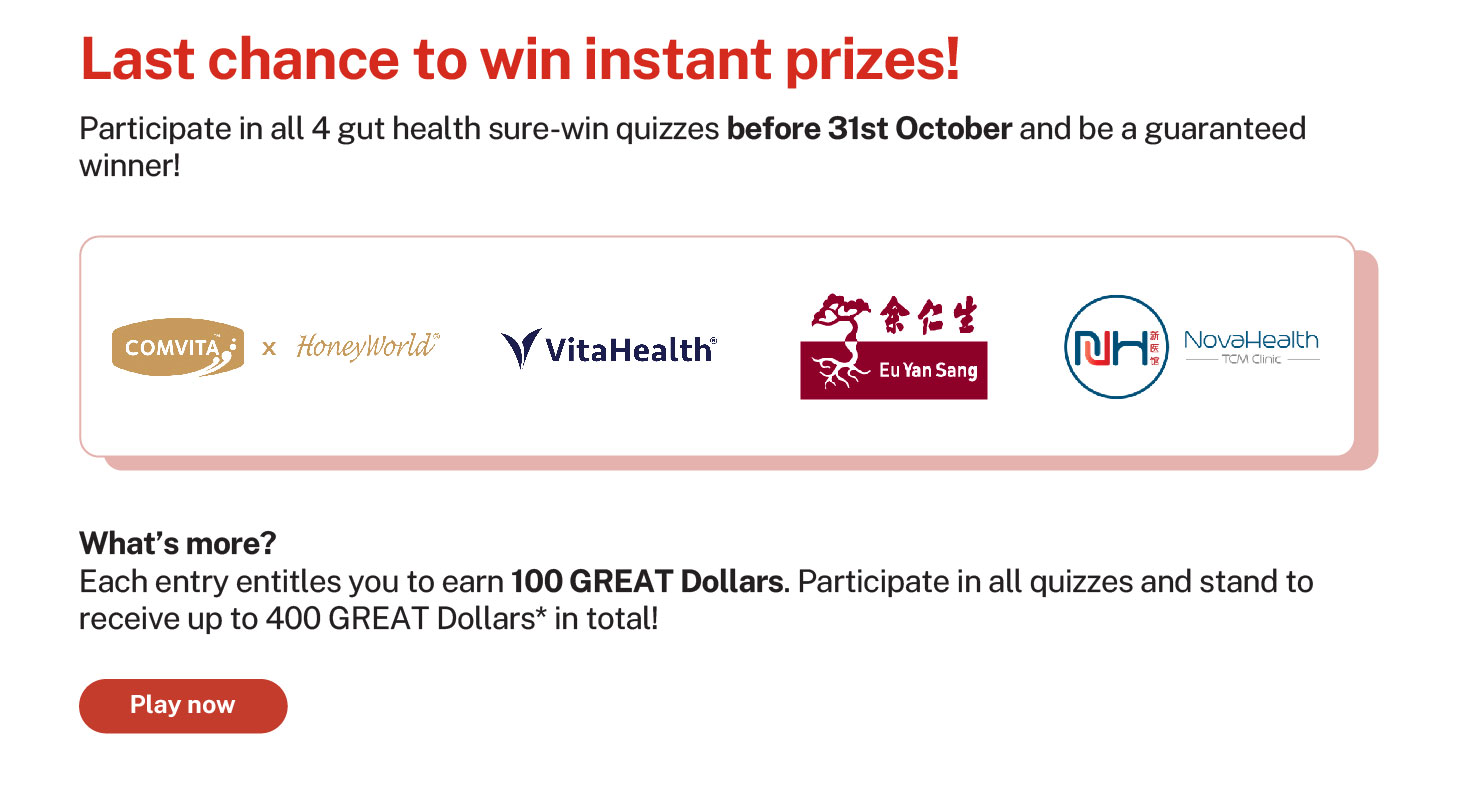 Last chance to win instant prizes!
Participate in all 4 gut health sure-win quizzes before 31st October and be a guaranteed
winner!
COMVITA™ x HoneyWorld™
VitaHealth®
余仁生
Eu Yan Sang
NH 新医馆
NovaHealth
TCM Clinic
What’s more?
Each entry entitles you to earn 100 GREAT Dollars. Participate in all quizzes and stand to
receive up to 400 GREAT Dollars* in total!
Play now